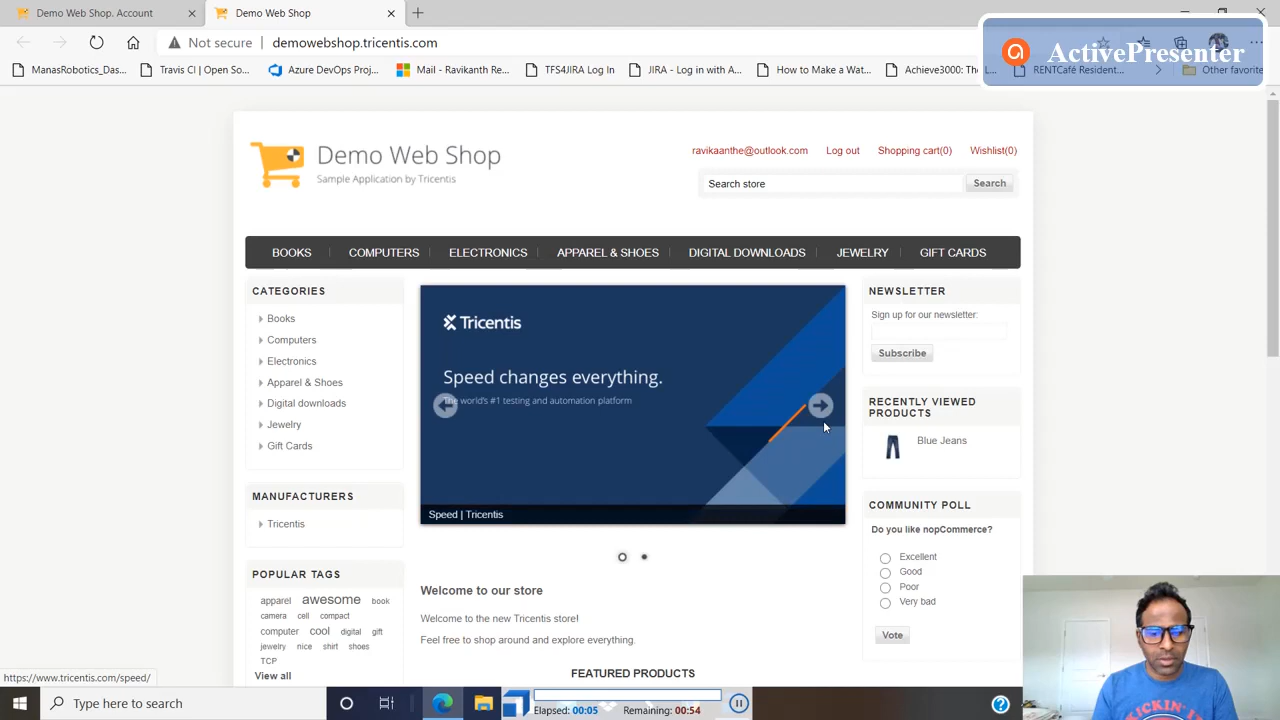 Demo Web Shop. Account
Demo Web Shop
Not secure
demowebshop.tricentis.com
ActivePresenter
ManasRobotics_Das...
Travis CI | Open So...
Azure DevOps Proj...
Mail - Ravikanth Re...
TFS4JIRA Log In
JIRA - Log in with A...
How to Make a Wat...
Achieve3000: The L...
RENTCafé Resident...
Other favorite
Demo Web Shop
Sample Application by Tricentis
ravikaanthe@outlook.com Log out Shopping cart(0) Wishlist(0)
Search store Search
BOOKS COMPUTERS ELECTRONICS APPAREL & SHOES DIGITAL DOWNLOADS JEWELRY GIFT CARDS
CATEGORIES
Books
Computers
Electronics
Apparel & Shoes
Digital downloads
Jewelry
Gift Cards
MANUFACTURERS
Tricentis
POPULAR TAGS
apparel awesome book
camera cell compact
computer cool digital gift
jewelry nice shirt shoes
TCP
View all
Tricentis
Speed changes everything.
The world's #1 testing and automation platform
Speed | Tricentis
Welcome to our store
Welcome to the new Tricentis store!
Feel free to shop around and explore everything.
FEATURED PRODUCTS
NEWSLETTER
Sign up for our newsletter:
Subscribe
RECENTLY VIEWED
PRODUCTS
Blue Jeans
COMMUNITY POLL
Do you like nopCommerce?
Excellent
Good
Poor
Very bad
Vote
https://www.tricentis.com/speed/
Type here to search
Elapsed: 00:05 Remaining: 00:54